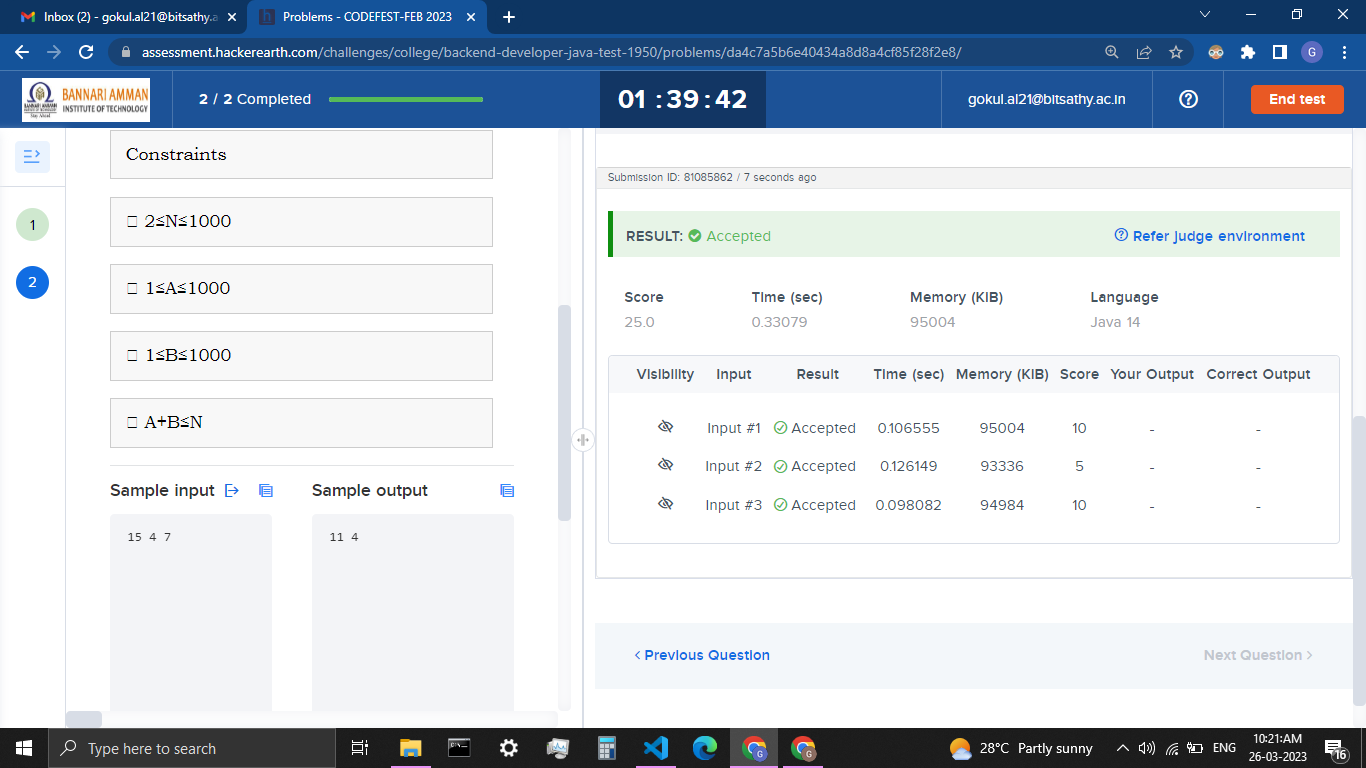 Inbox (2) - gokul.al21@bitsathy.a
Problems - CODEFEST-FEB 2023
assessment.hackerearth.com/challenges/college/backend-developer-java-test-1950/problems/da4c7a5b6e40434a8d8a4cf85f28f2e8/
G
BANNARI AMMAN
INSTITUTE OF TECHNOLOGY
Stay Ahead
2 / 2 Completed
01 : 39 : 42
gokul.al21@bitsathy.ac.in
End test
1
2
Constraints
2≤N≤1000
1≤A≤1000
1≤B≤1000
A+B≤N
Sample input
Sample output
15 4 7
11 4
Submission ID: 81085862 / 7 seconds ago
RESULT: Accepted
Refer judge environment
Score Time (sec) Memory (KiB) Language
25.0 0.33079 95004 Java 14
Visibility Input Result Time (sec) Memory (KiB) Score Your Output Correct Output
Input #1 Accepted 0.106555 95004 10 - -
Input #2 Accepted 0.126149 93336 5 - -
Input #3 Accepted 0.098082 94984 10 - -
‹ Previous Question
Next Question ›
Type here to search
28°C Partly sunny
ENG
10:21:AM
26-03-2023
16